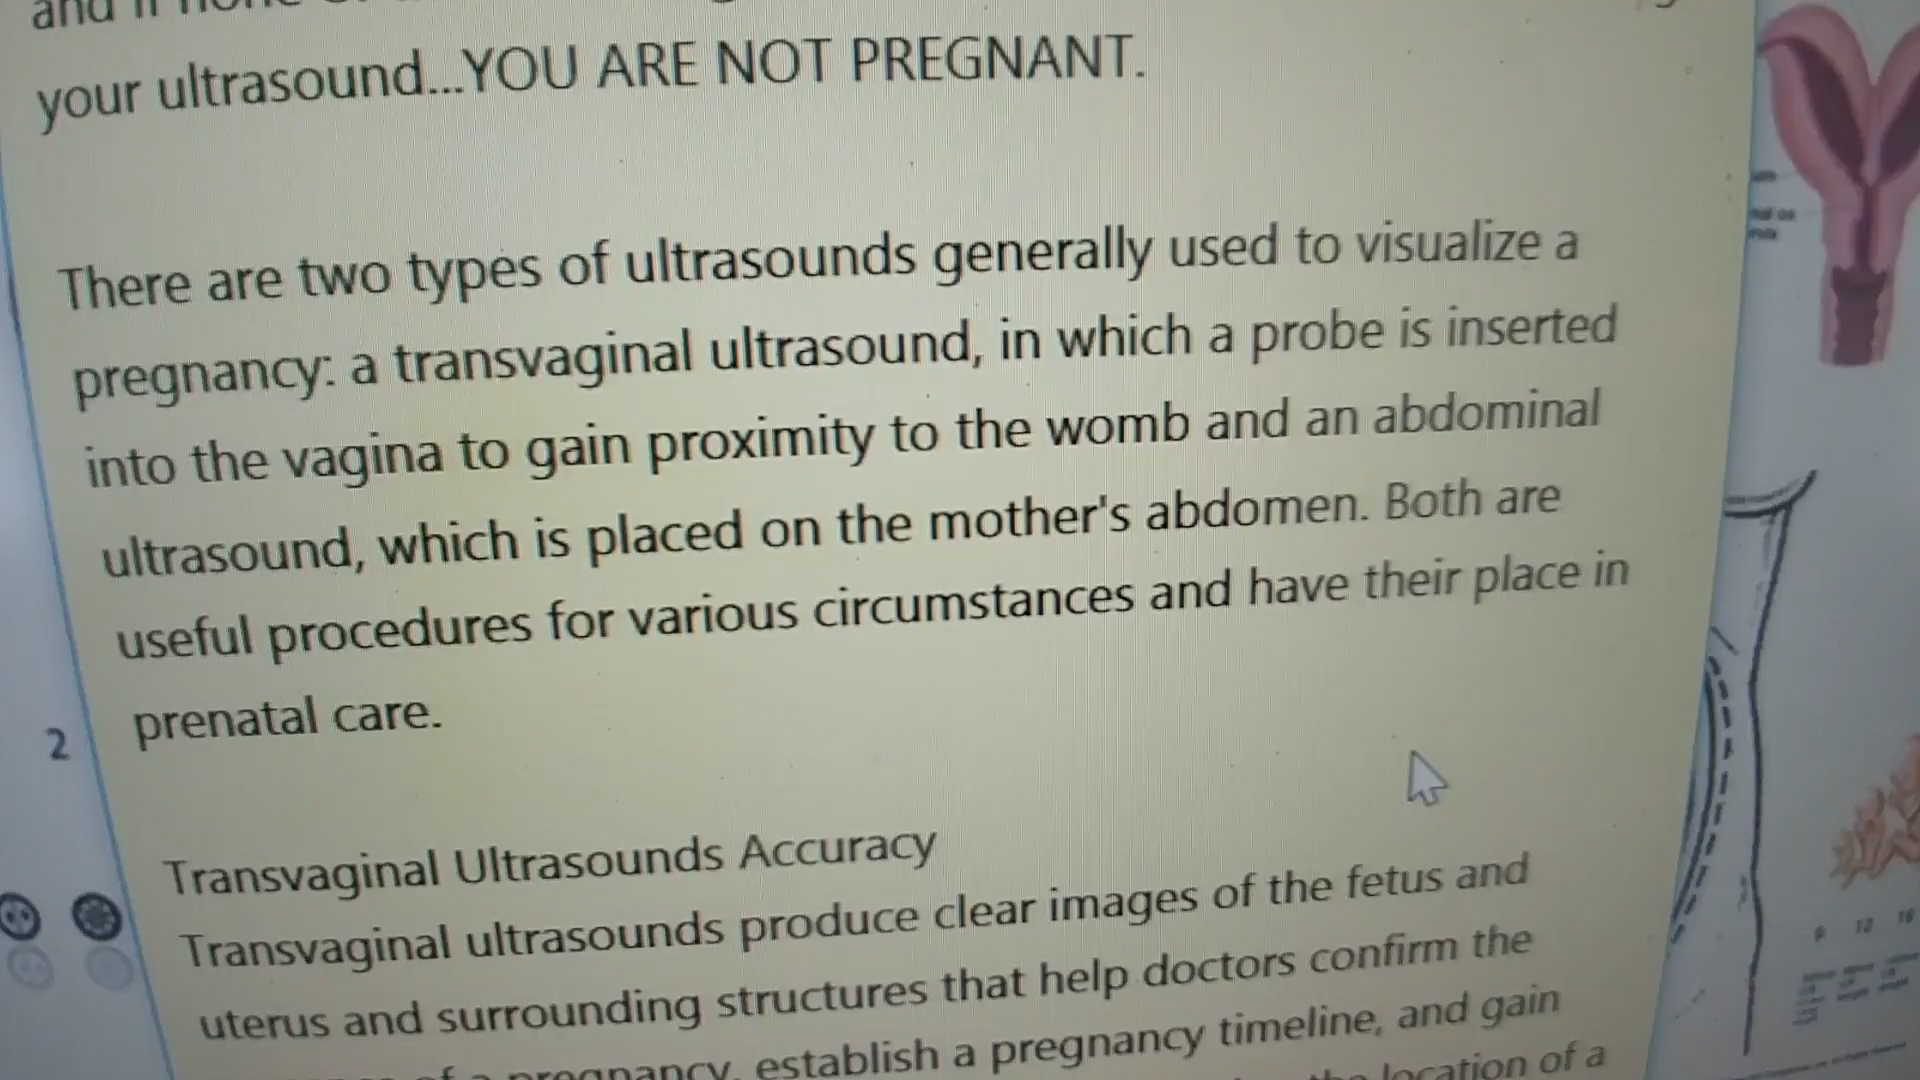 your ultrasound...YOU ARE NOT PREGNANT.
There are two types of ultrasounds generally used to visualize a
pregnancy: a transvaginal ultrasound, in which a probe is inserted
into the vagina to gain proximity to the womb and an abdominal
ultrasound, which is placed on the mother's abdomen. Both are
useful procedures for various circumstances and have their place in
prenatal care.
2
Transvaginal Ultrasounds Accuracy
Transvaginal ultrasounds produce clear images of the fetus and
uterus and surrounding structures that help doctors confirm the
pregnancy, establish a pregnancy timeline, and gain
location of a